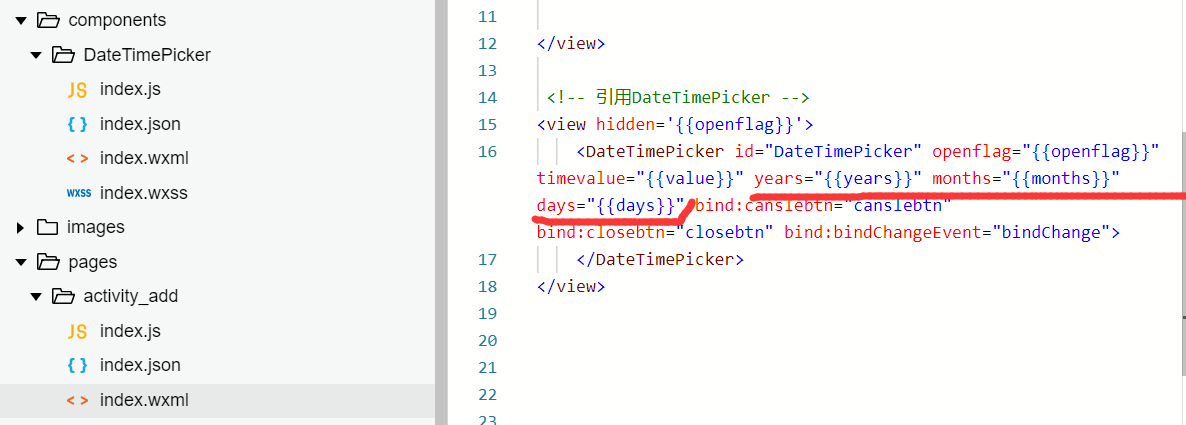 components
DateTimePicker
JS index.js
{ } index.json
< > index.wxml
WXSS index.wxss
images
pages
activity_add
JS index.js
{ } index.json
< > index.wxml
11
12 </view>
13
14 <!-- 引用DateTimePicker -->
15 <view hidden='{{openflag}}'>
16 <DateTimePicker id="DateTimePicker" openflag="{{openflag}}"
timevalue="{{value}}" years="{{years}}" months="{{months}}"
days="{{days}}" bind:canslebtn="canslebtn"
bind:closebtn="closebtn" bind:bindChangeEvent="bindChange">
17 </DateTimePicker>
18 </view>
19
20
21
22
23